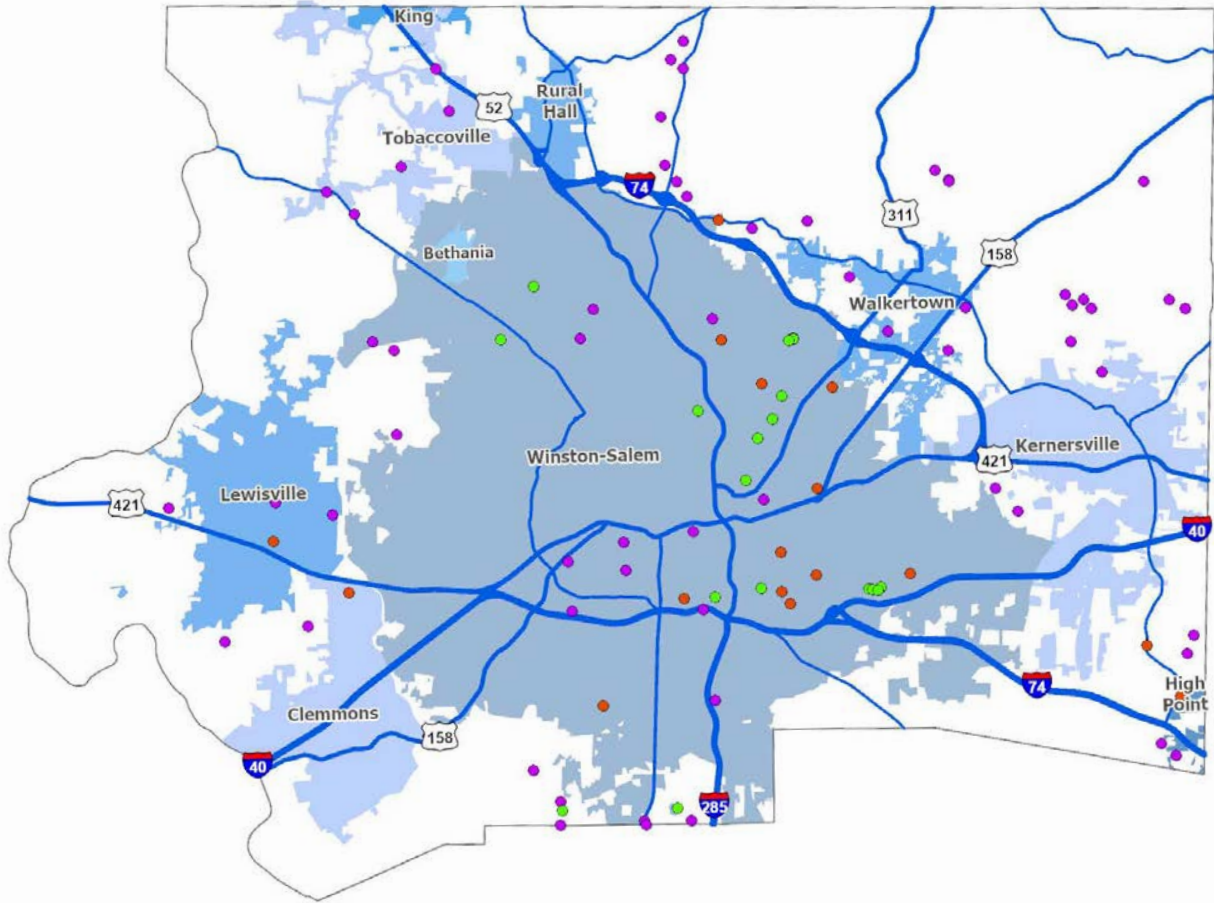 King
52
Rural
Hall
Tobaccoville
74
311
Bethania
158
Walkertown
Kernersville
Winston-Salem
421
Lewisville
421
40
High
Point
74
Clemmons
158
40
285